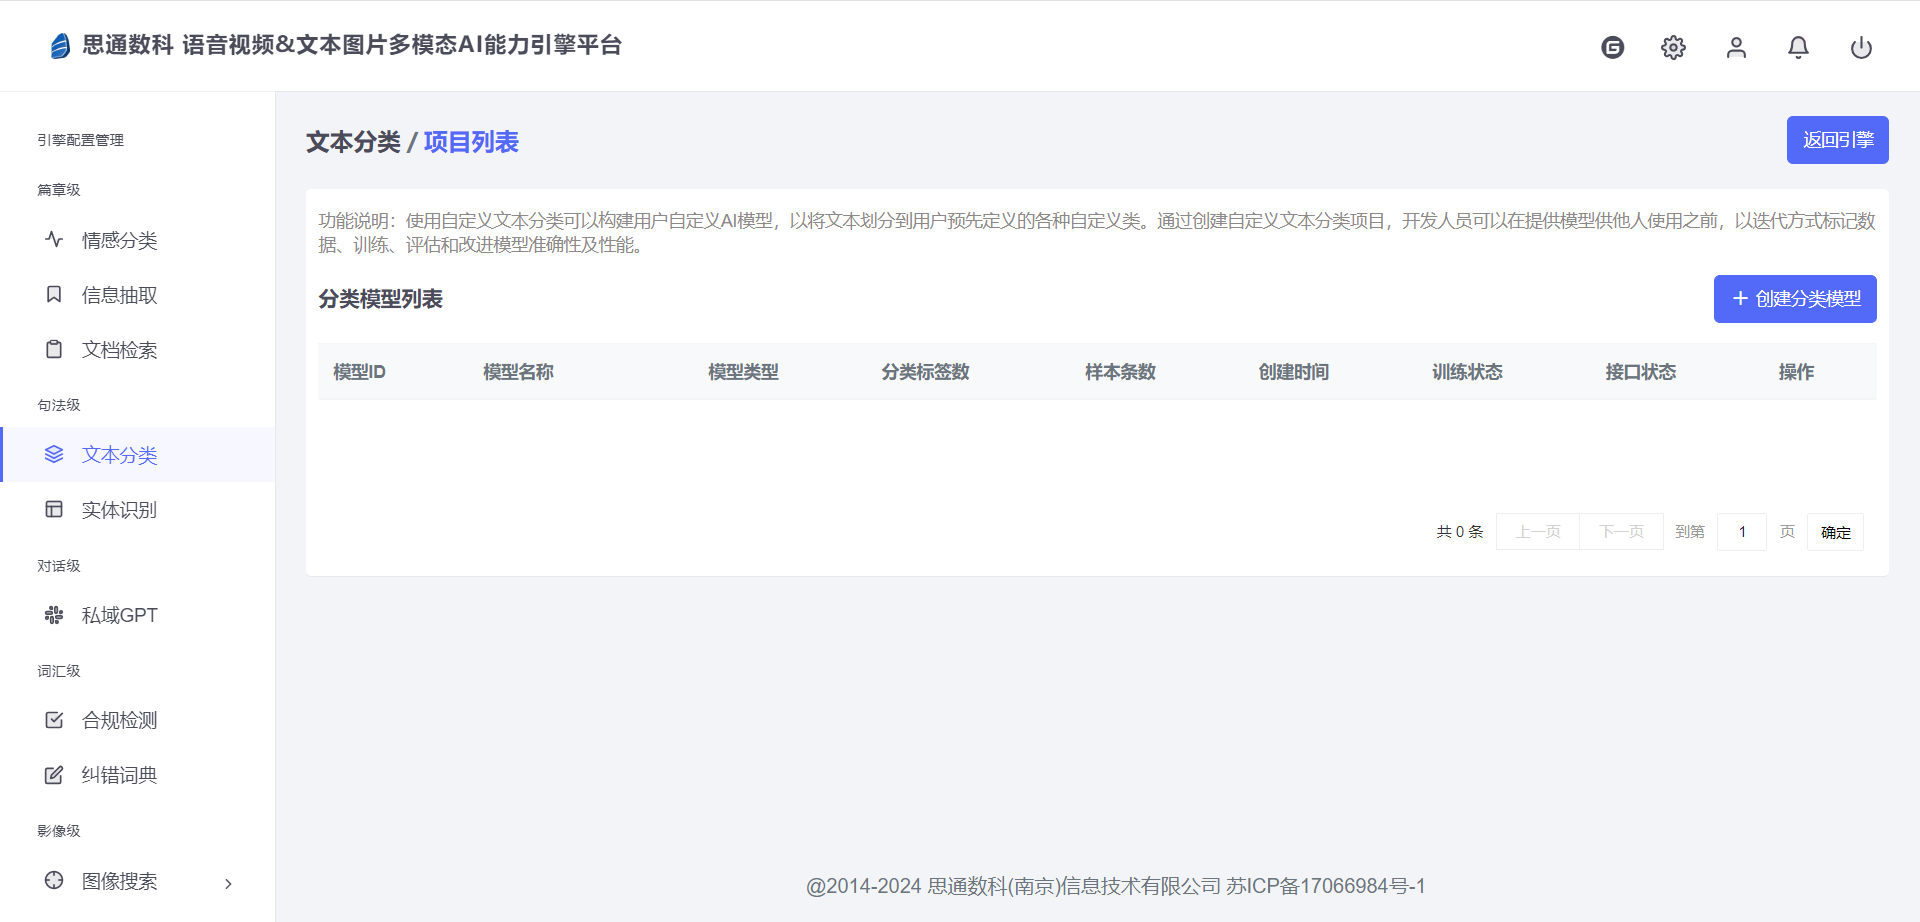 思通数科 语音视频&文本图片多模态AI能力引擎平台
引擎配置管理
篇章级
情感分类
信息抽取
文档检索
句法级
文本分类
实体识别
对话级
私域GPT
词汇级
合规检测
纠错词典
影像级
图像搜索
文本分类 / 项目列表
返回引擎
功能说明：使用自定义文本分类可以构建用户自定义AI模型，以将文本划分到用户预先定义的各种自定义类。通过创建自定义文本分类项目，开发人员可以在提供模型供他人使用之前，以迭代方式标记数
据、训练、评估和改进模型准确性及性能。
分类模型列表
+ 创建分类模型
模型ID 模型名称 模型类型 分类标签数 样本条数 创建时间 训练状态 接口状态 操作
共 0 条 上一页 下一页 到第 1 页 确定
@2014-2024 思通数科(南京)信息技术有限公司 苏ICP备17066984号-1